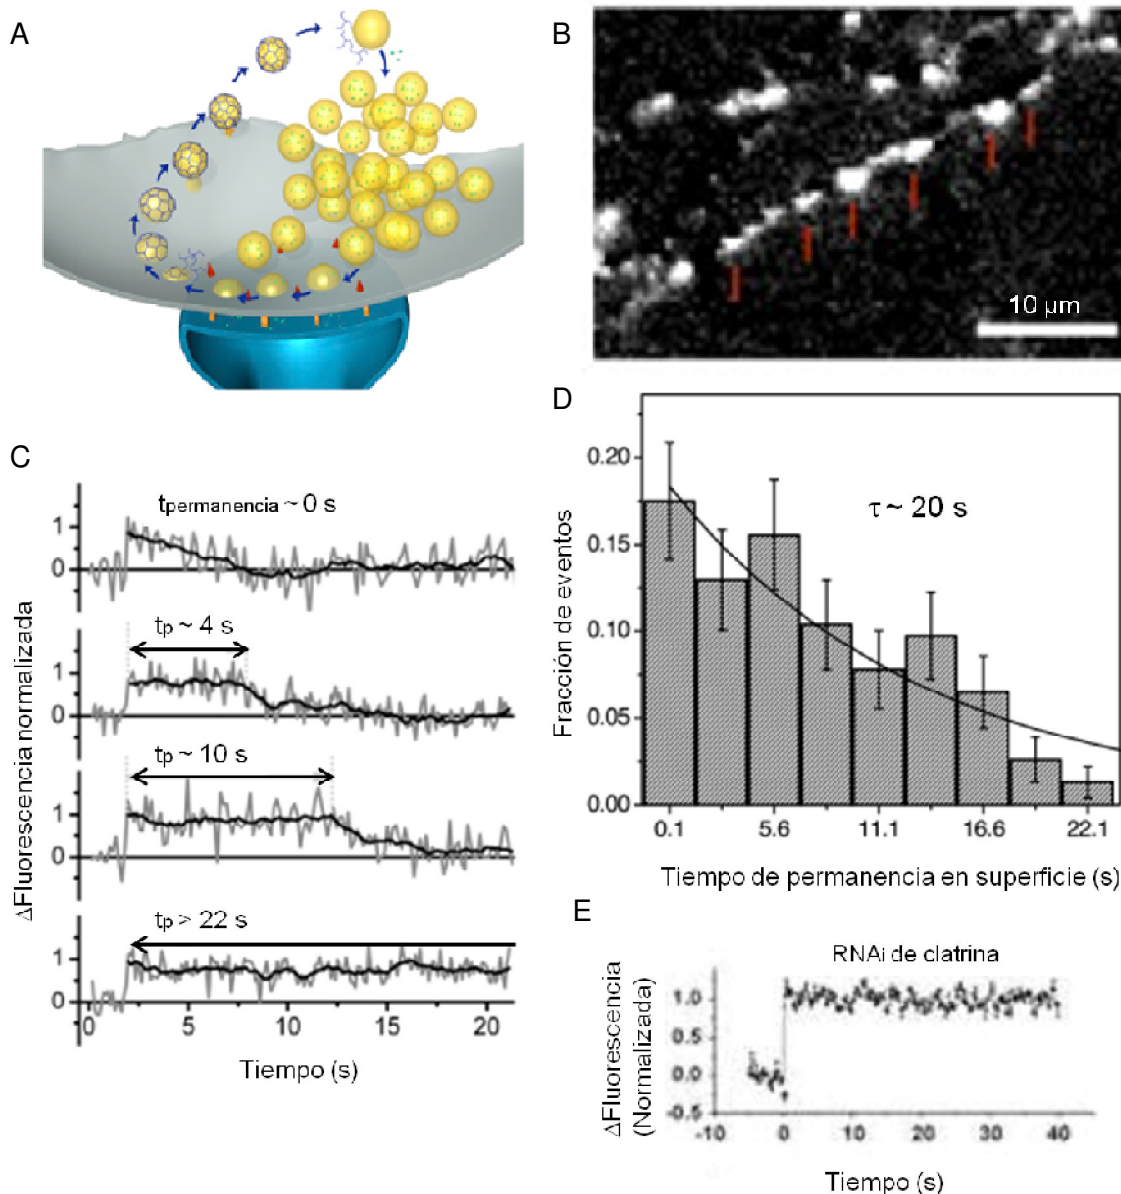 A
B
10 µm
C
ΔFluorescencia normalizada
tpermanencia ~ 0 s
1
0
tp ~ 4 s
1
0
tp ~ 10 s
1
0
tp > 22 s
1
0
0
5
10
15
20
Tiempo (s)
D
Fracción de eventos
0.20
0.15
0.10
0.05
0.00
τ ~ 20 s
0.1
5.6
11.1
16.6
22.1
Tiempo de permanencia en superficie (s)
E
RNAi de clatrina
ΔFluorescencia
(Normalizada)
1.0
0.5
0.0
-0.5
-10
0
10
20
30
40
Tiempo (s)